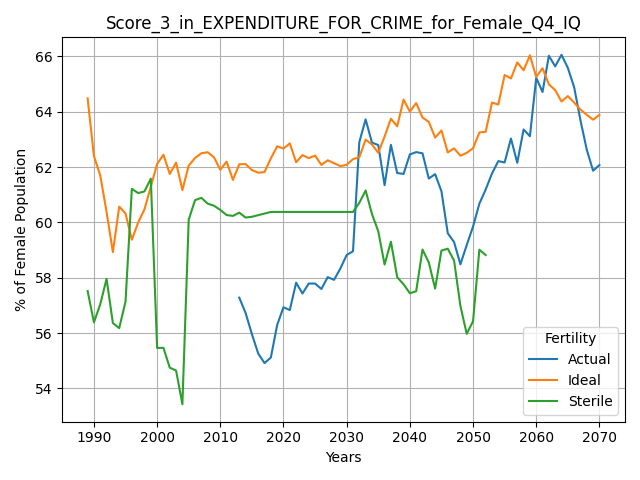 Score_3_in_EXPENDITURE_FOR_CRIME_for_Female_Q4_IQ
% of Female Population
66
64
62
60
58
56
54
1990 2000 2010 2020 2030 2040 2050 2060 2070
Years
Fertility
Actual
Ideal
Sterile